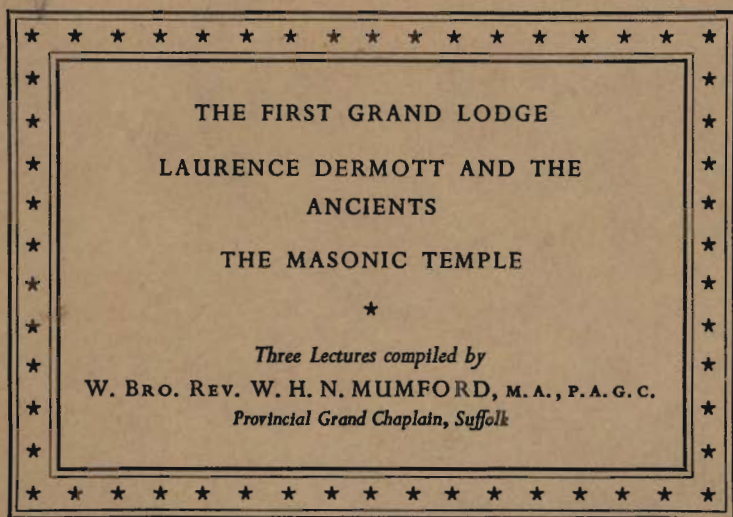 THE FIRST GRAND LODGE
LAURENCE DERMOTT AND THE
ANCIENTS
THE MASONIC TEMPLE
★
Three Lectures compiled by
W. BRO. REV. W. H. N. MUMFORD, M.A., P.A.G.C.
Provincial Grand Chaplain, Suffolk